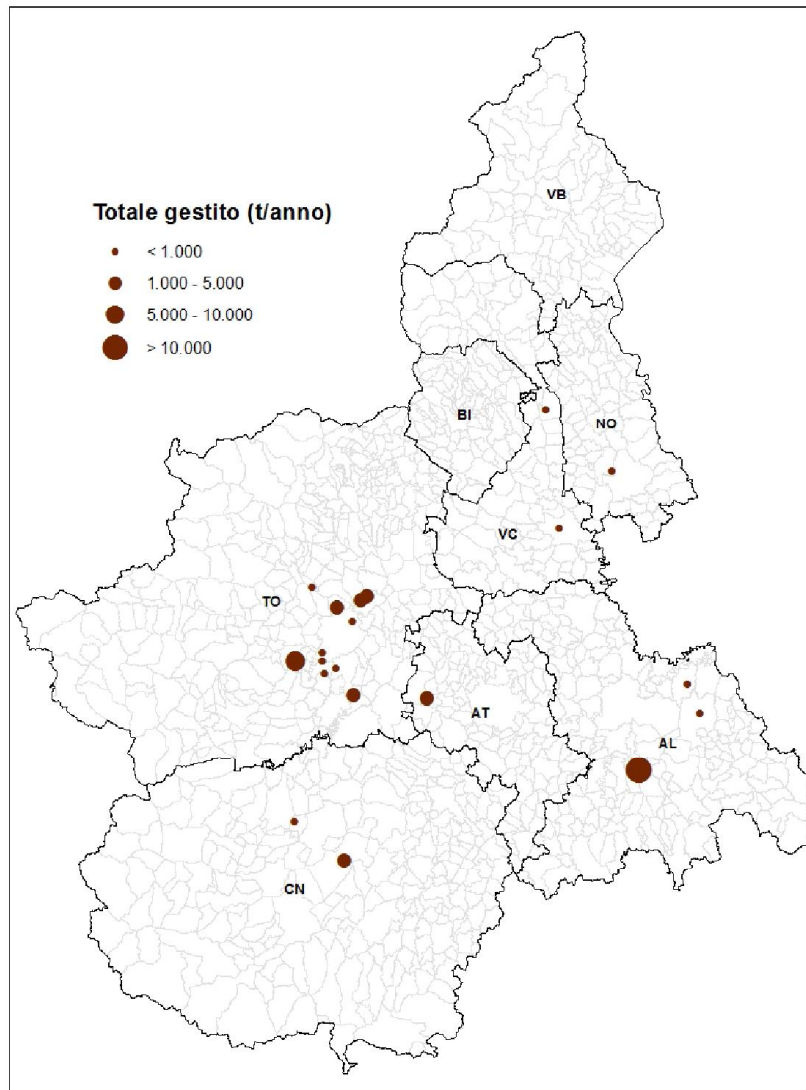 VB
Totale gestito (t/anno)
< 1.000
1.000 - 5.000
5.000 - 10.000
> 10.000
BI
NO
VC
TO
AT
AL
CN